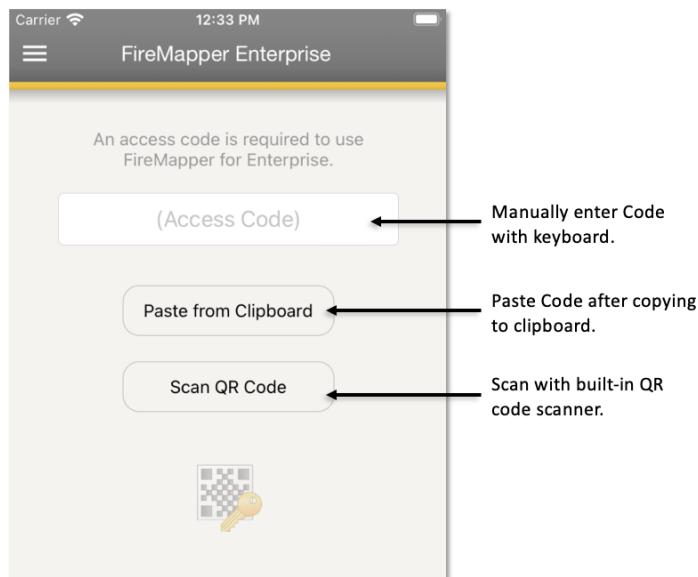 Carrier 12:33 PM
FireMapper Enterprise
An access code is required to use
FireMapper for Enterprise.
(Access Code)
Manually enter Code
with keyboard.
Paste from Clipboard
Paste Code after copying
to clipboard.
Scan QR Code
Scan with built-in QR
code scanner.